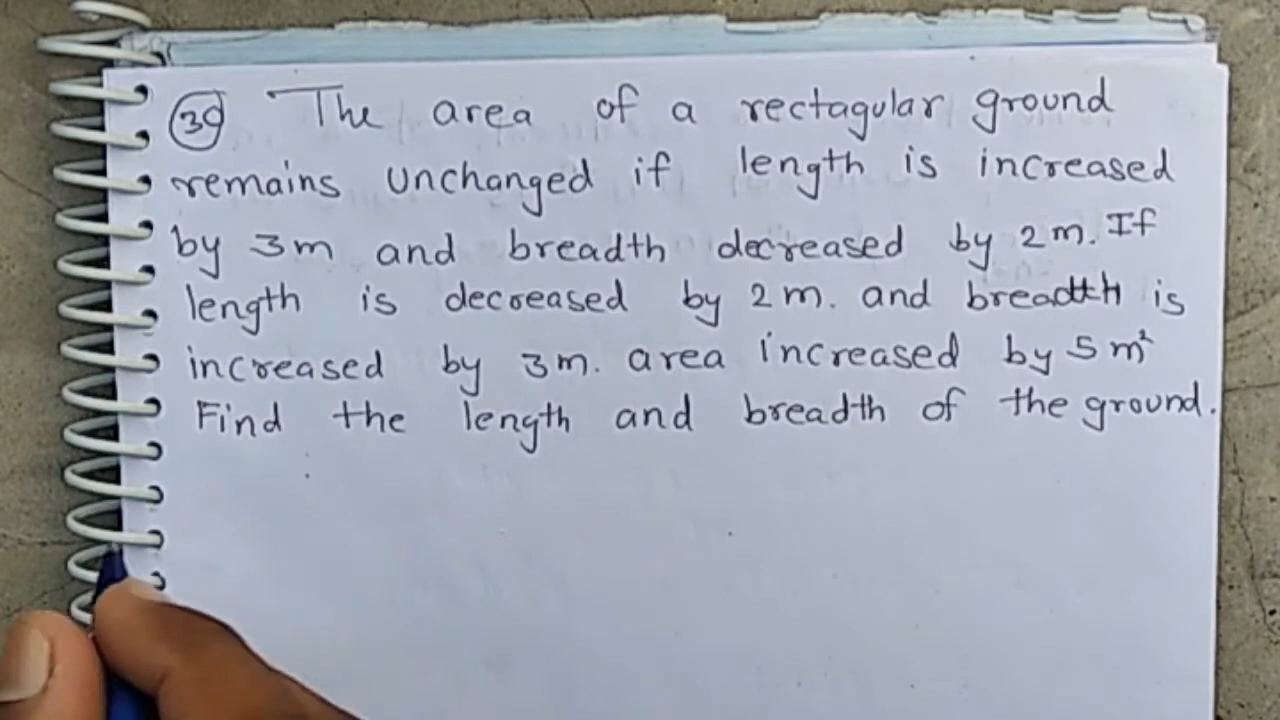 39 The area of a rectagular ground
remains unchanged if length is increased
by 3m and breadth decreased by 2m. If
length is decreased by 2m. and breadth is
increased by 3m. area increased by 5m²
Find the length and breadth of the ground.